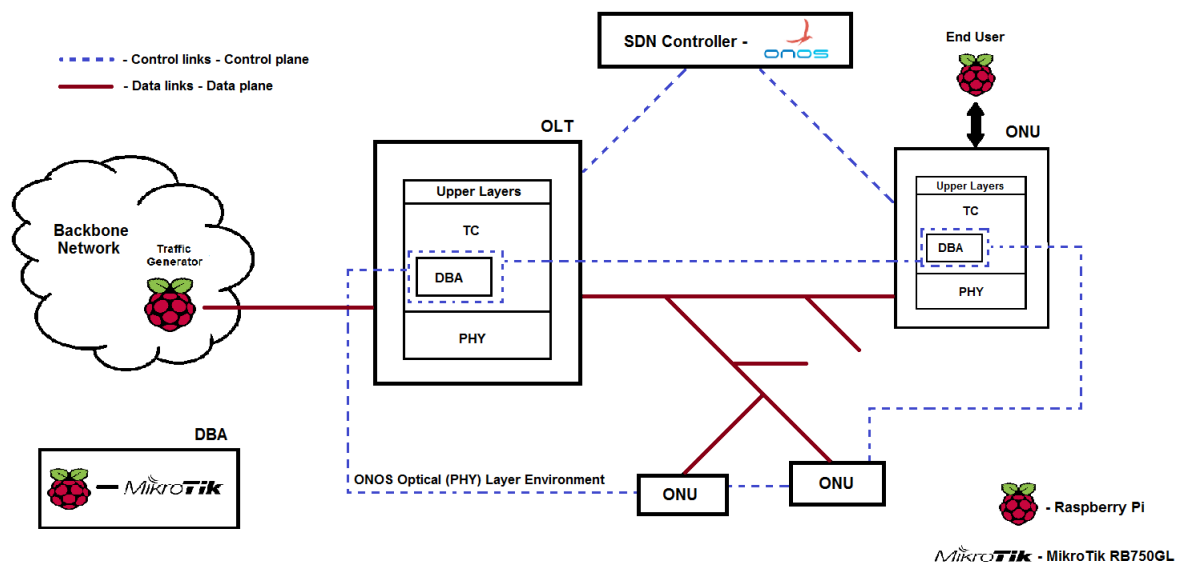 SDN Controller -
onos
- Control links - Control plane
- Data links - Data plane
End User
OLT
ONU
Upper Layers
TC
DBA
PHY
Upper Layers
TC
DBA
PHY
Backbone
Network
Traffic
Generator
DBA
MikroTik
ONOS Optical (PHY) Layer Environment
ONU
ONU
- Raspberry Pi
MikroTik - MikroTik RB750GL